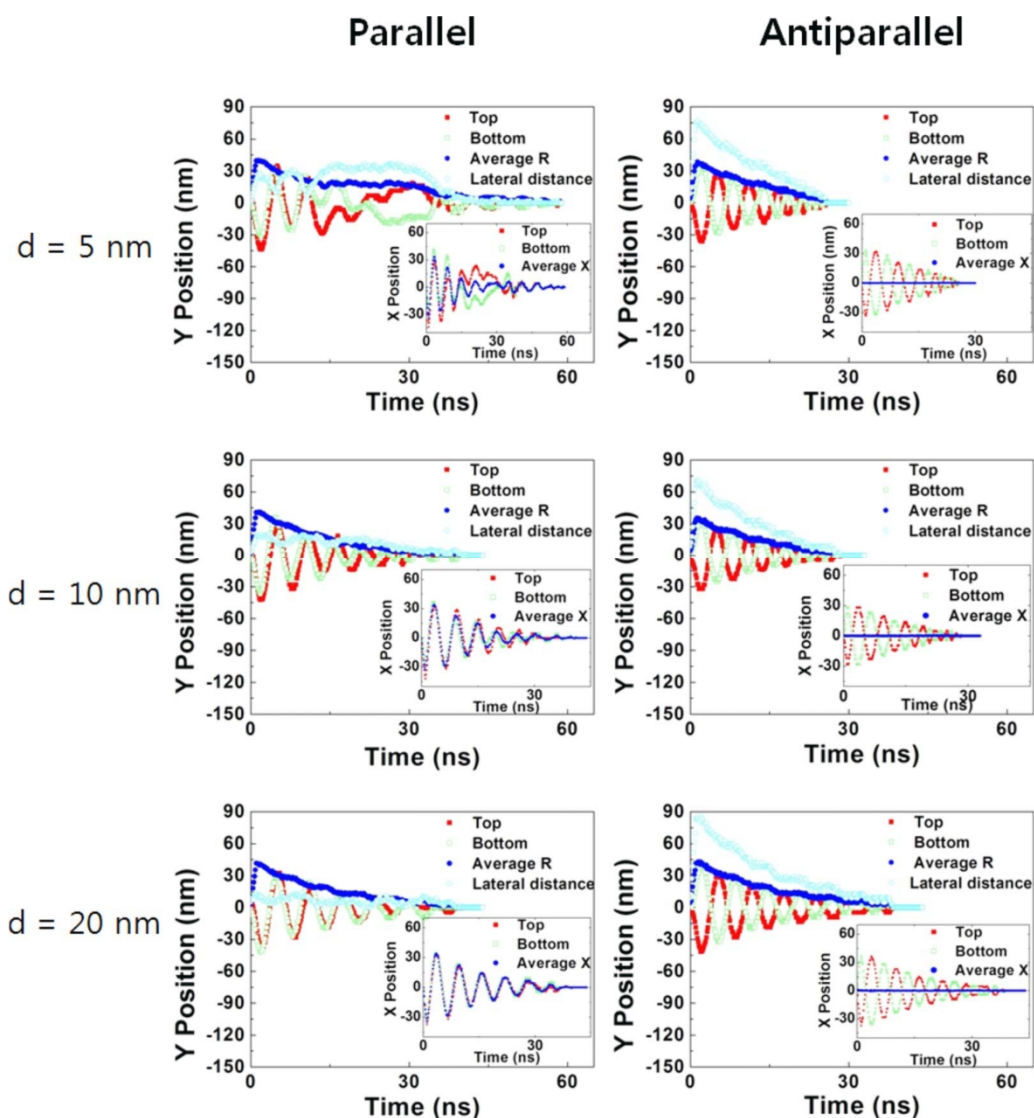 Parallel
Antiparallel
d = 5 nm
Y Position (nm)
90
60
30
0
-30
-60
-90
-120
-150
Top
Bottom
Average R
Lateral distance
X Position
60
30
0
-30
Top
Bottom
Average X
0 30 60
Time (ns)
0 30 60
Time (ns)
Y Position (nm)
90
60
30
0
-30
-60
-90
-120
-150
Top
Bottom
Average R
Lateral distance
X Position (nm)
60
30
0
-30
Top
Bottom
Average X
0 15 30 45
Time (ns)
0 30 60
Time (ns)
d = 10 nm
Y Position (nm)
90
60
30
0
-30
-60
-90
-120
-150
Top
Bottom
Average R
Lateral distance
X Position
60
30
0
-30
Top
Bottom
Average X
0 30
Time (ns)
0 30 60
Time (ns)
Y Position (nm)
90
60
30
0
-30
-60
-90
-120
-150
Top
Bottom
Average R
Lateral distance
X Position
60
30
0
-30
Top
Bottom
Average X
0 30
Time (ns)
0 30 60
Time (ns)
d = 20 nm
Y Position (nm)
90
60
30
0
-30
-60
-90
-120
-150
Top
Bottom
Average R
Lateral distance
X Position
60
30
0
-30
Top
Bottom
Average X
0 30
Time (ns)
0 30 60
Time (ns)
Y Position (nm)
90
60
30
0
-30
-60
-90
-120
-150
Top
Bottom
Average R
Lateral distance
X Position
60
30
0
-30
Top
Bottom
Average X
0 30
Time (ns)
0 30 60
Time (ns)